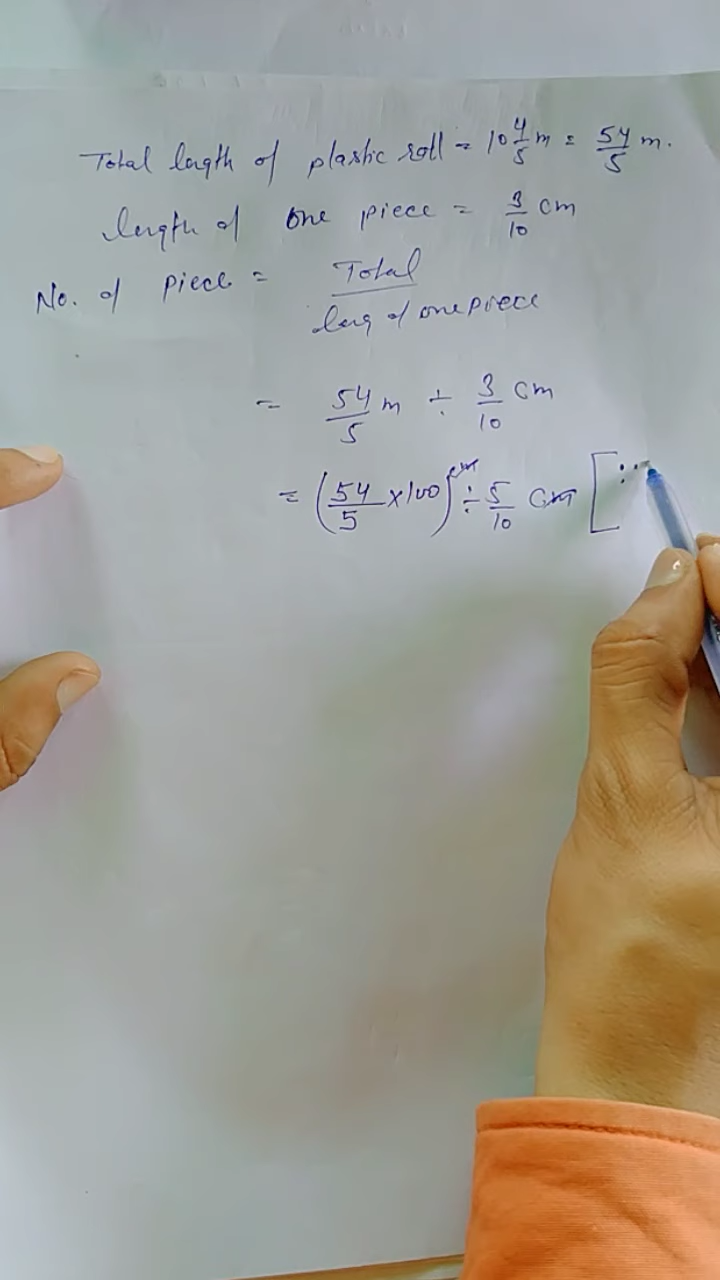 Total length of plastic roll = 10 4/5 m = 54/5 m.
length of one piece = 3/10 cm
No. of piece = Total / leng of one piece
= 54/5 m ÷ 3/10 cm
= (54/5 × 100) cm ÷ 5/10 cm [∵